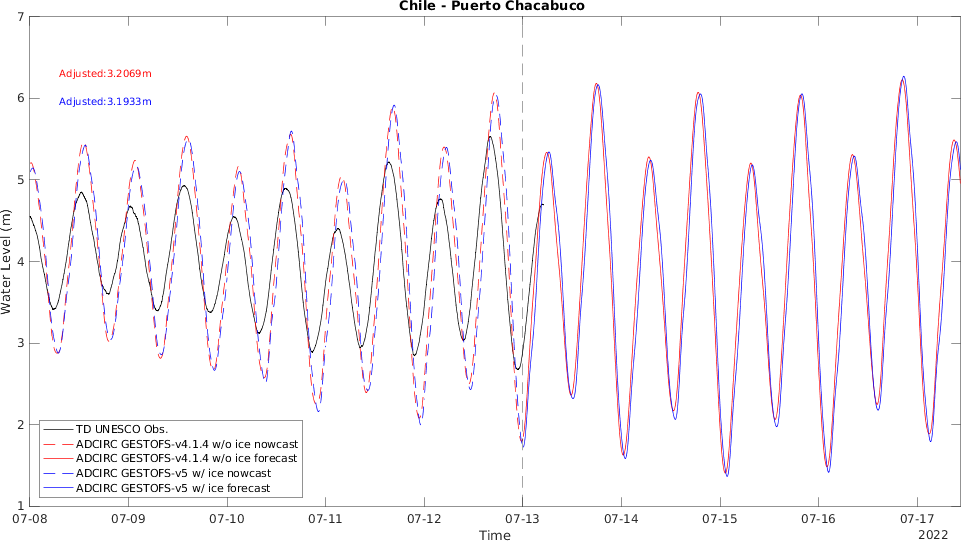 Chile - Puerto Chacabuco
7
6
5
4
3
2
1
Water Level (m)
Adjusted:3.2069m
Adjusted:3.1933m
TD UNESCO Obs.
ADCIRC GESTOFS-v4.1.4 w/o ice nowcast
ADCIRC GESTOFS-v4.1.4 w/o ice forecast
ADCIRC GESTOFS-v5 w/ ice nowcast
ADCIRC GESTOFS-v5 w/ ice forecast
07-08 07-09 07-10 07-11 07-12 07-13 07-14 07-15 07-16 07-17
Time
2022